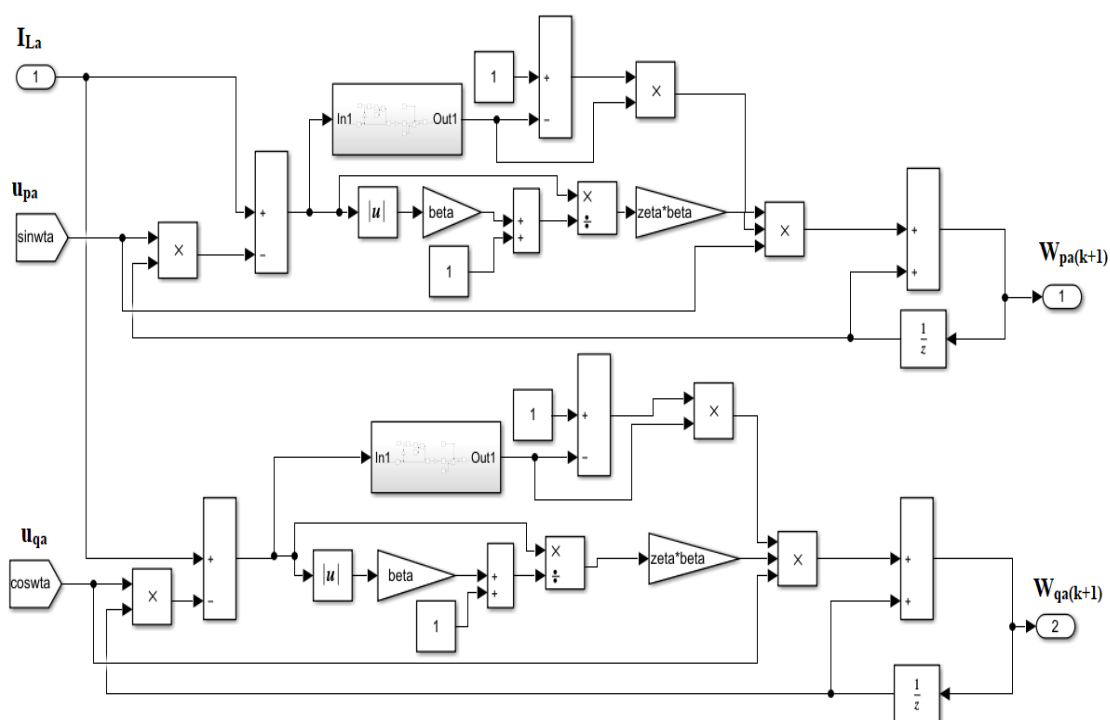 I_La
1
1
+
−
X
In1 Out1
u_pa
sinwta
X
+
−
|u|
beta
+
+
1
X
÷
zeta*beta
X
+
+
W_pa(k+1)
1
1/z
1
+
−
X
In1 Out1
u_qa
coswta
X
+
−
|u|
beta
+
+
1
X
÷
zeta*beta
X
+
+
W_qa(k+1)
2
1/z